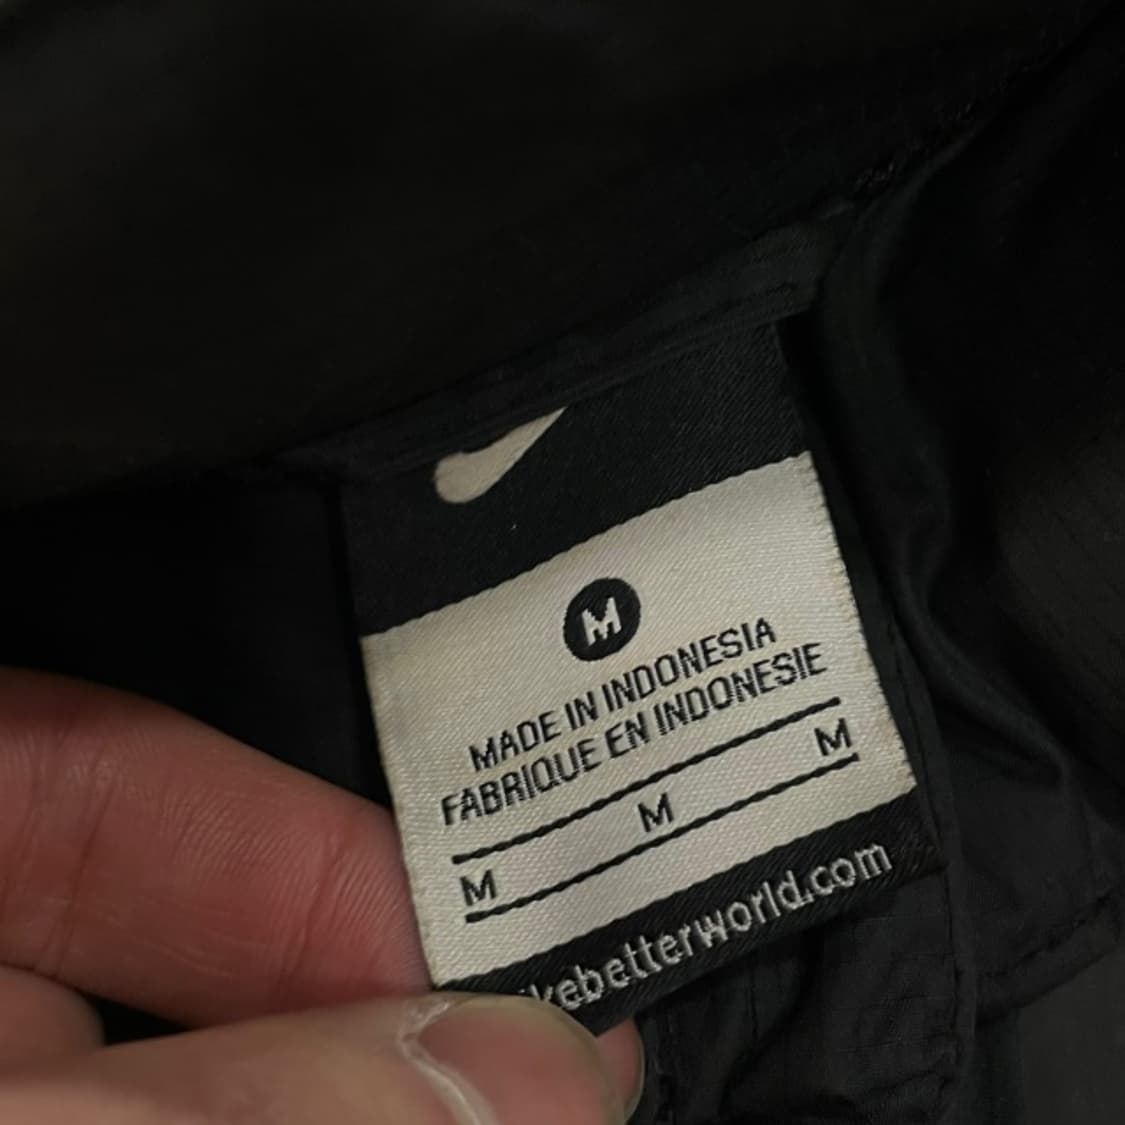 M
MADE IN INDONESIA
FABRIQUE EN INDONESIE
M M M
kebetterworld.com